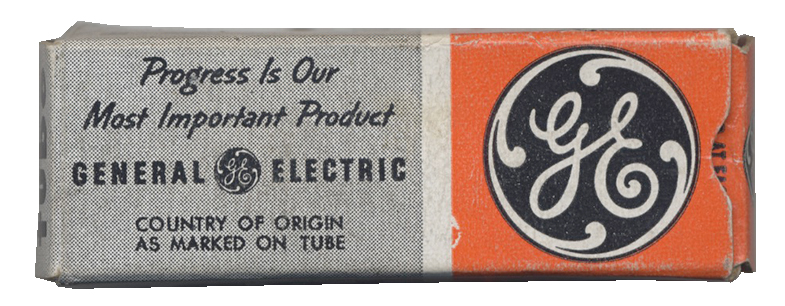 Progress Is Our
Most Important Product
GENERAL GE ELECTRIC
COUNTRY OF ORIGIN
AS MARKED ON TUBE
GE